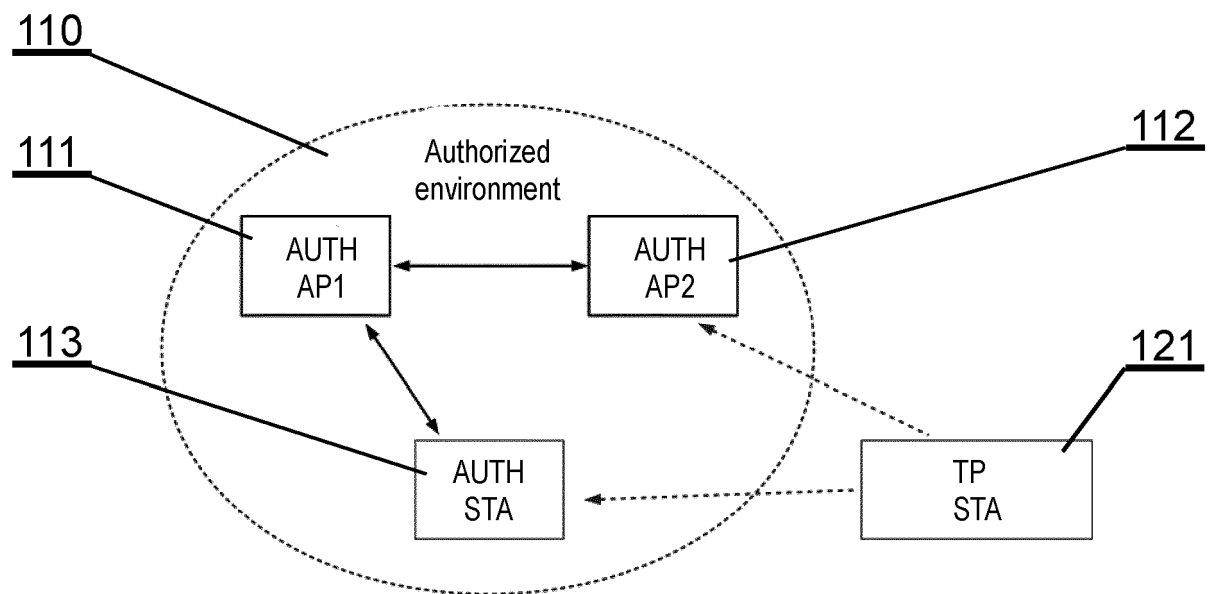 110
111
Authorized
environment
112
AUTH
AP1
AUTH
AP2
113
121
AUTH
STA
TP
STA